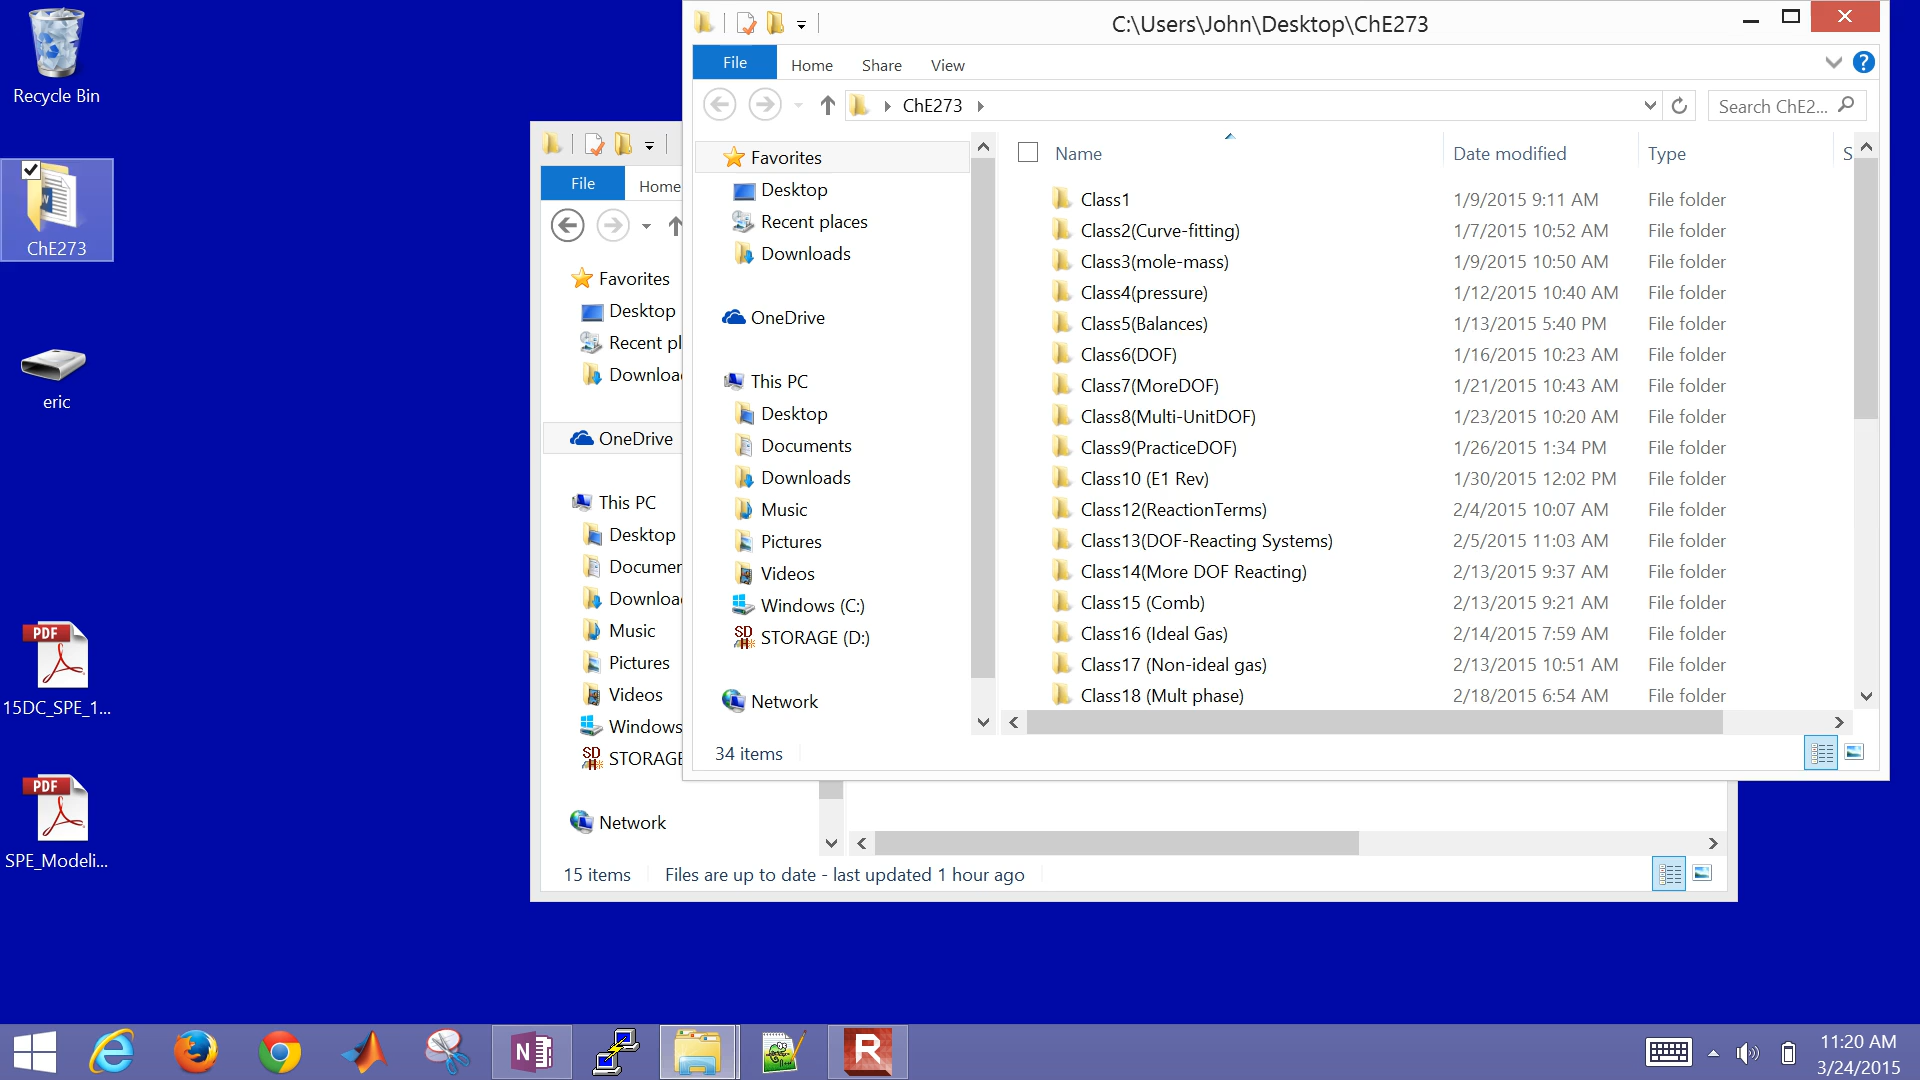 Recycle Bin
ChE273
eric
PDF
15DC_SPE_1...
PDF
SPE_Modeli...
C:\Users\John\Desktop\ChE273
File Home Share View
ChE273
Search ChE2...
Favorites
Desktop
Recent places
Downloads
OneDrive
This PC
Desktop
Documents
Downloads
Music
Pictures
Videos
Windows (C:)
STORAGE (D:)
Network
Name Date modified Type S
Class1 1/9/2015 9:11 AM File folder
Class2(Curve-fitting) 1/7/2015 10:52 AM File folder
Class3(mole-mass) 1/9/2015 10:50 AM File folder
Class4(pressure) 1/12/2015 10:40 AM File folder
Class5(Balances) 1/13/2015 5:40 PM File folder
Class6(DOF) 1/16/2015 10:23 AM File folder
Class7(MoreDOF) 1/21/2015 10:43 AM File folder
Class8(Multi-UnitDOF) 1/23/2015 10:20 AM File folder
Class9(PracticeDOF) 1/26/2015 1:34 PM File folder
Class10 (E1 Rev) 1/30/2015 12:02 PM File folder
Class12(ReactionTerms) 2/4/2015 10:07 AM File folder
Class13(DOF-Reacting Systems) 2/5/2015 11:03 AM File folder
Class14(More DOF Reacting) 2/13/2015 9:37 AM File folder
Class15 (Comb) 2/13/2015 9:21 AM File folder
Class16 (Ideal Gas) 2/14/2015 7:59 AM File folder
Class17 (Non-ideal gas) 2/13/2015 10:51 AM File folder
Class18 (Mult phase) 2/18/2015 6:54 AM File folder
34 items
File Home
Favorites
Desktop
Recent pl
Downloa
OneDrive
This PC
Desktop
Documer
Downloa
Music
Pictures
Videos
Windows
STORAGE
Network
15 items Files are up to date - last updated 1 hour ago
N
R
11:20 AM
3/24/2015